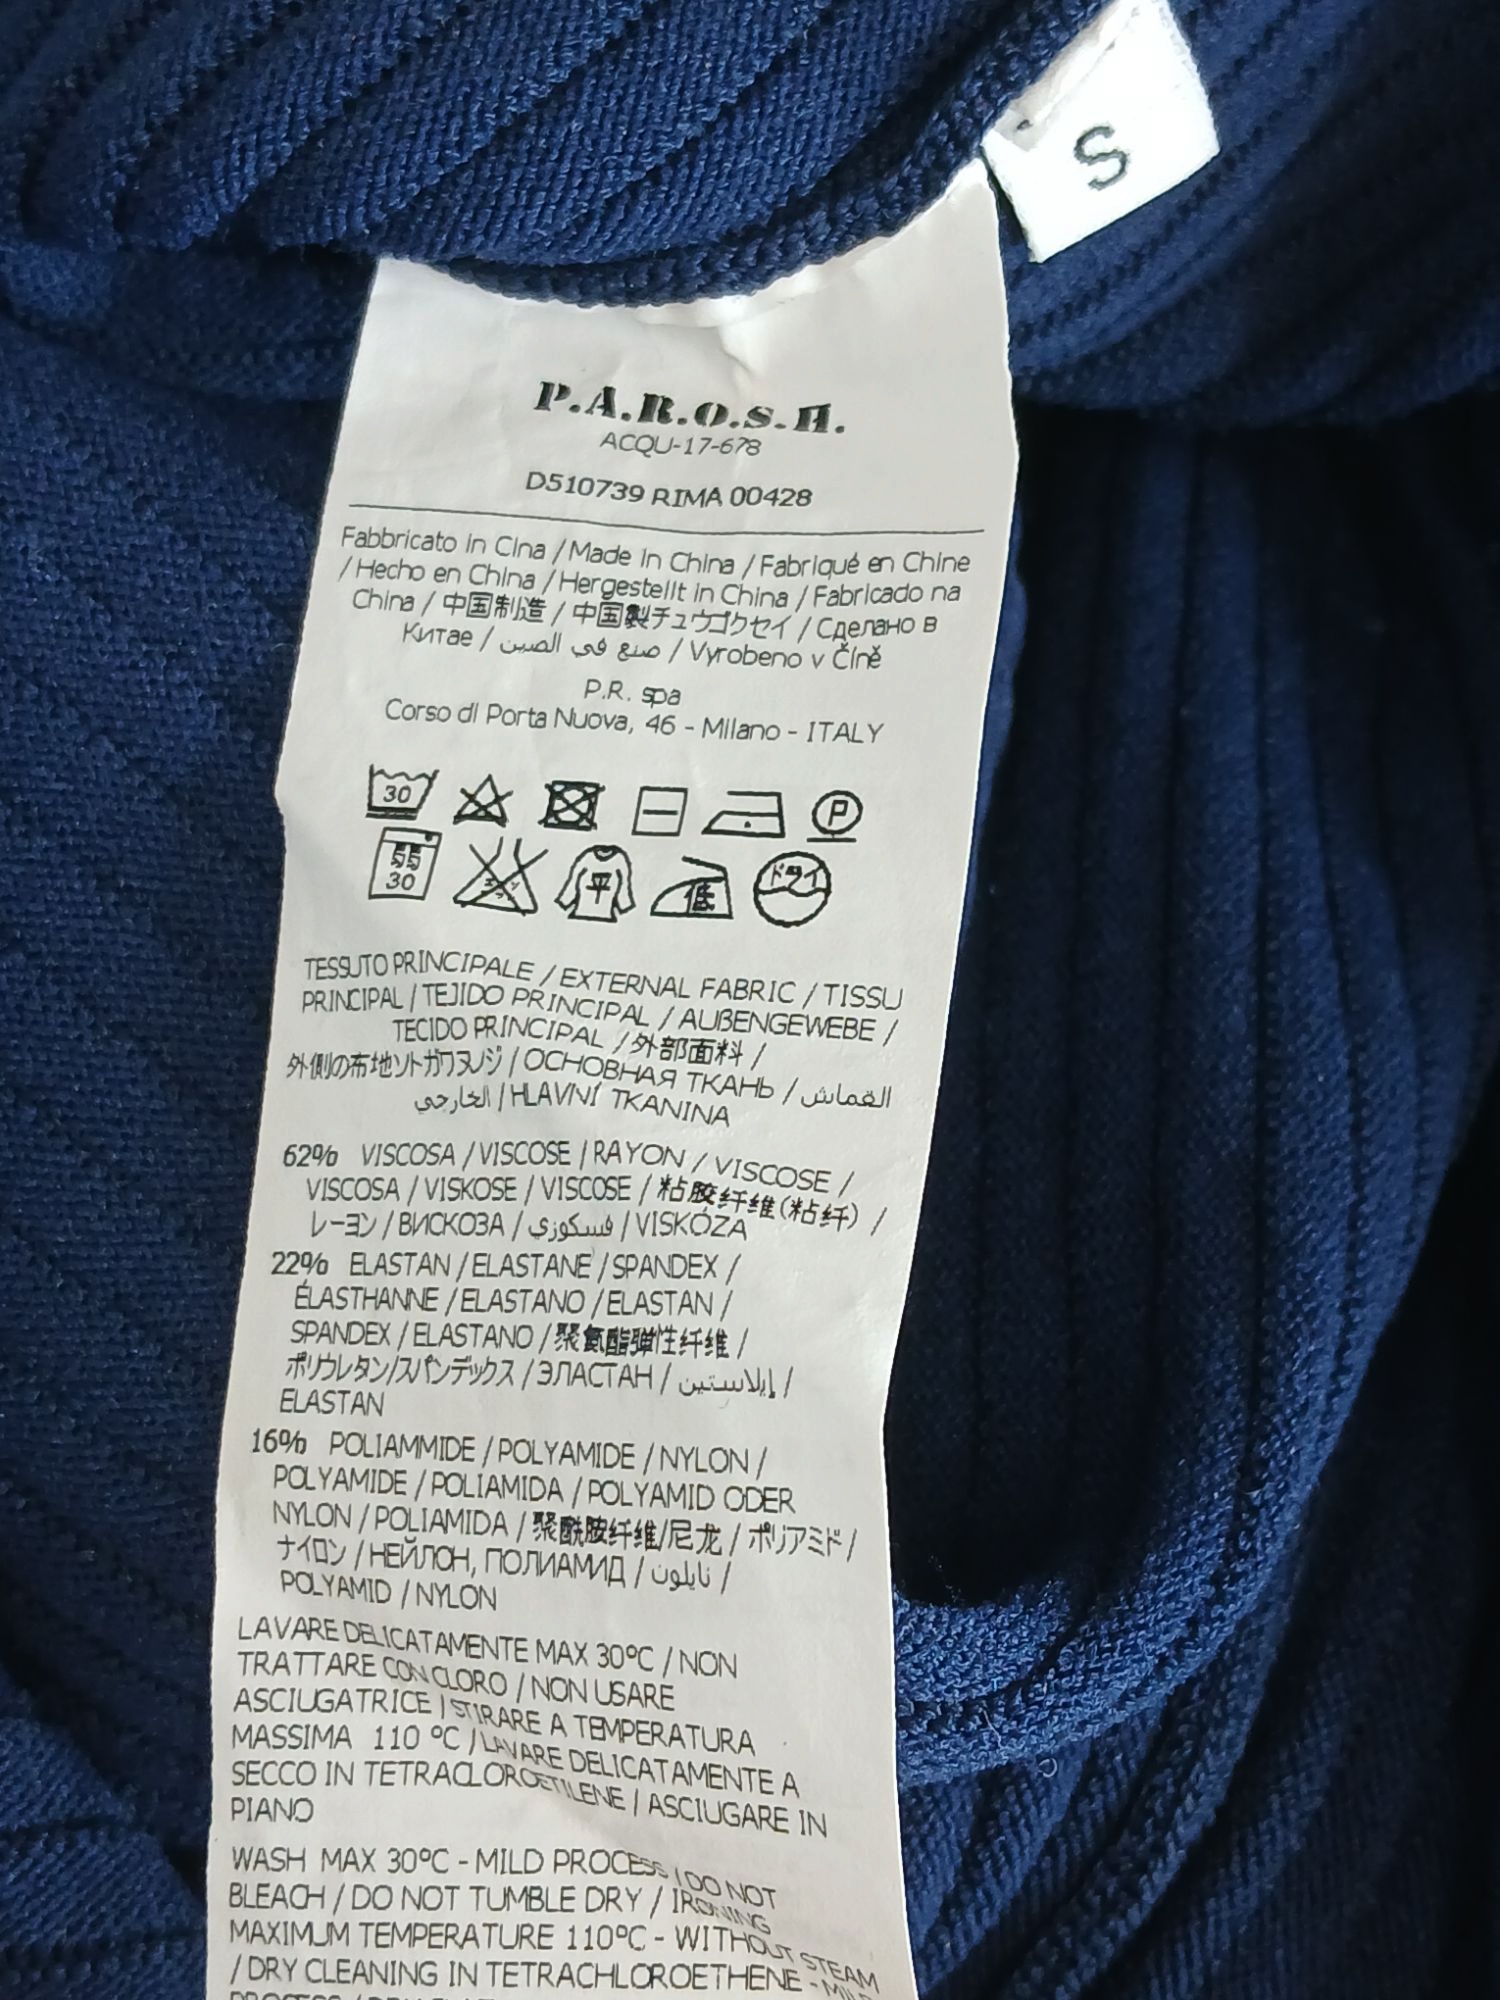 S
P.A.R.O.S.H.
ACQU-17-678
D510739 RIMA 00428
Fabbricato in Cina / Made in China / Fabriqué en Chine
/ Hecho en China / Hergestellt in China / Fabricado na
China / 中国制造 / 中国製チュウゴクセイ / Сделано в
Китае / صنع في الصين / Vyrobeno v Číně
P.R. spa
Corso di Porta Nuova, 46 - Milano - ITALY
30 P
弱 30 平 低 ドライ
TESSUTO PRINCIPALE / EXTERNAL FABRIC / TISSU
PRINCIPAL / TEJIDO PRINCIPAL / AUßENGEWEBE /
TECIDO PRINCIPAL / 外部面料 /
外側の布地ソトガワヌノジ / ОСНОВНАЯ ТКАНЬ / القماش
الخارجي / HLAVNÍ TKANINA
62% VISCOSA / VISCOSE / RAYON / VISCOSE /
VISCOSA / VISKOSE / VISCOSE / 粘胶纤维(粘纤) /
レーヨン / ВИСКОЗА / فسكوزي / VISKÓZA
22% ELASTAN / ELASTANE / SPANDEX /
ÉLASTHANNE / ELASTANO / ELASTAN /
SPANDEX / ELASTANO / 聚氨酯弹性纤维 /
ポリウレタン/スパンデックス / ЭЛАСТАН / إيلاستين /
ELASTAN
16% POLIAMMIDE / POLYAMIDE / NYLON /
POLYAMIDE / POLIAMIDA / POLYAMID ODER
NYLON / POLIAMIDA / 聚酰胺纤维/尼龙 / ポリアミド /
ナイロン / НЕЙЛОН, ПОЛИАМИД / نايلون /
POLYAMID / NYLON
LAVARE DELICATAMENTE MAX 30°C / NON
TRATTARE CON CLORO / NON USARE
ASCIUGATRICE / STIRARE A TEMPERATURA
MASSIMA 110 °C / LAVARE DELICATAMENTE A
SECCO IN TETRACLOROETILENE / ASCIUGARE IN
PIANO
WASH MAX 30°C - MILD PROCESS / DO NOT
BLEACH / DO NOT TUMBLE DRY / IRONING
MAXIMUM TEMPERATURE 110°C - WITHOUT STEAM
/ DRY CLEANING IN TETRACHLOROETHENE - MILD